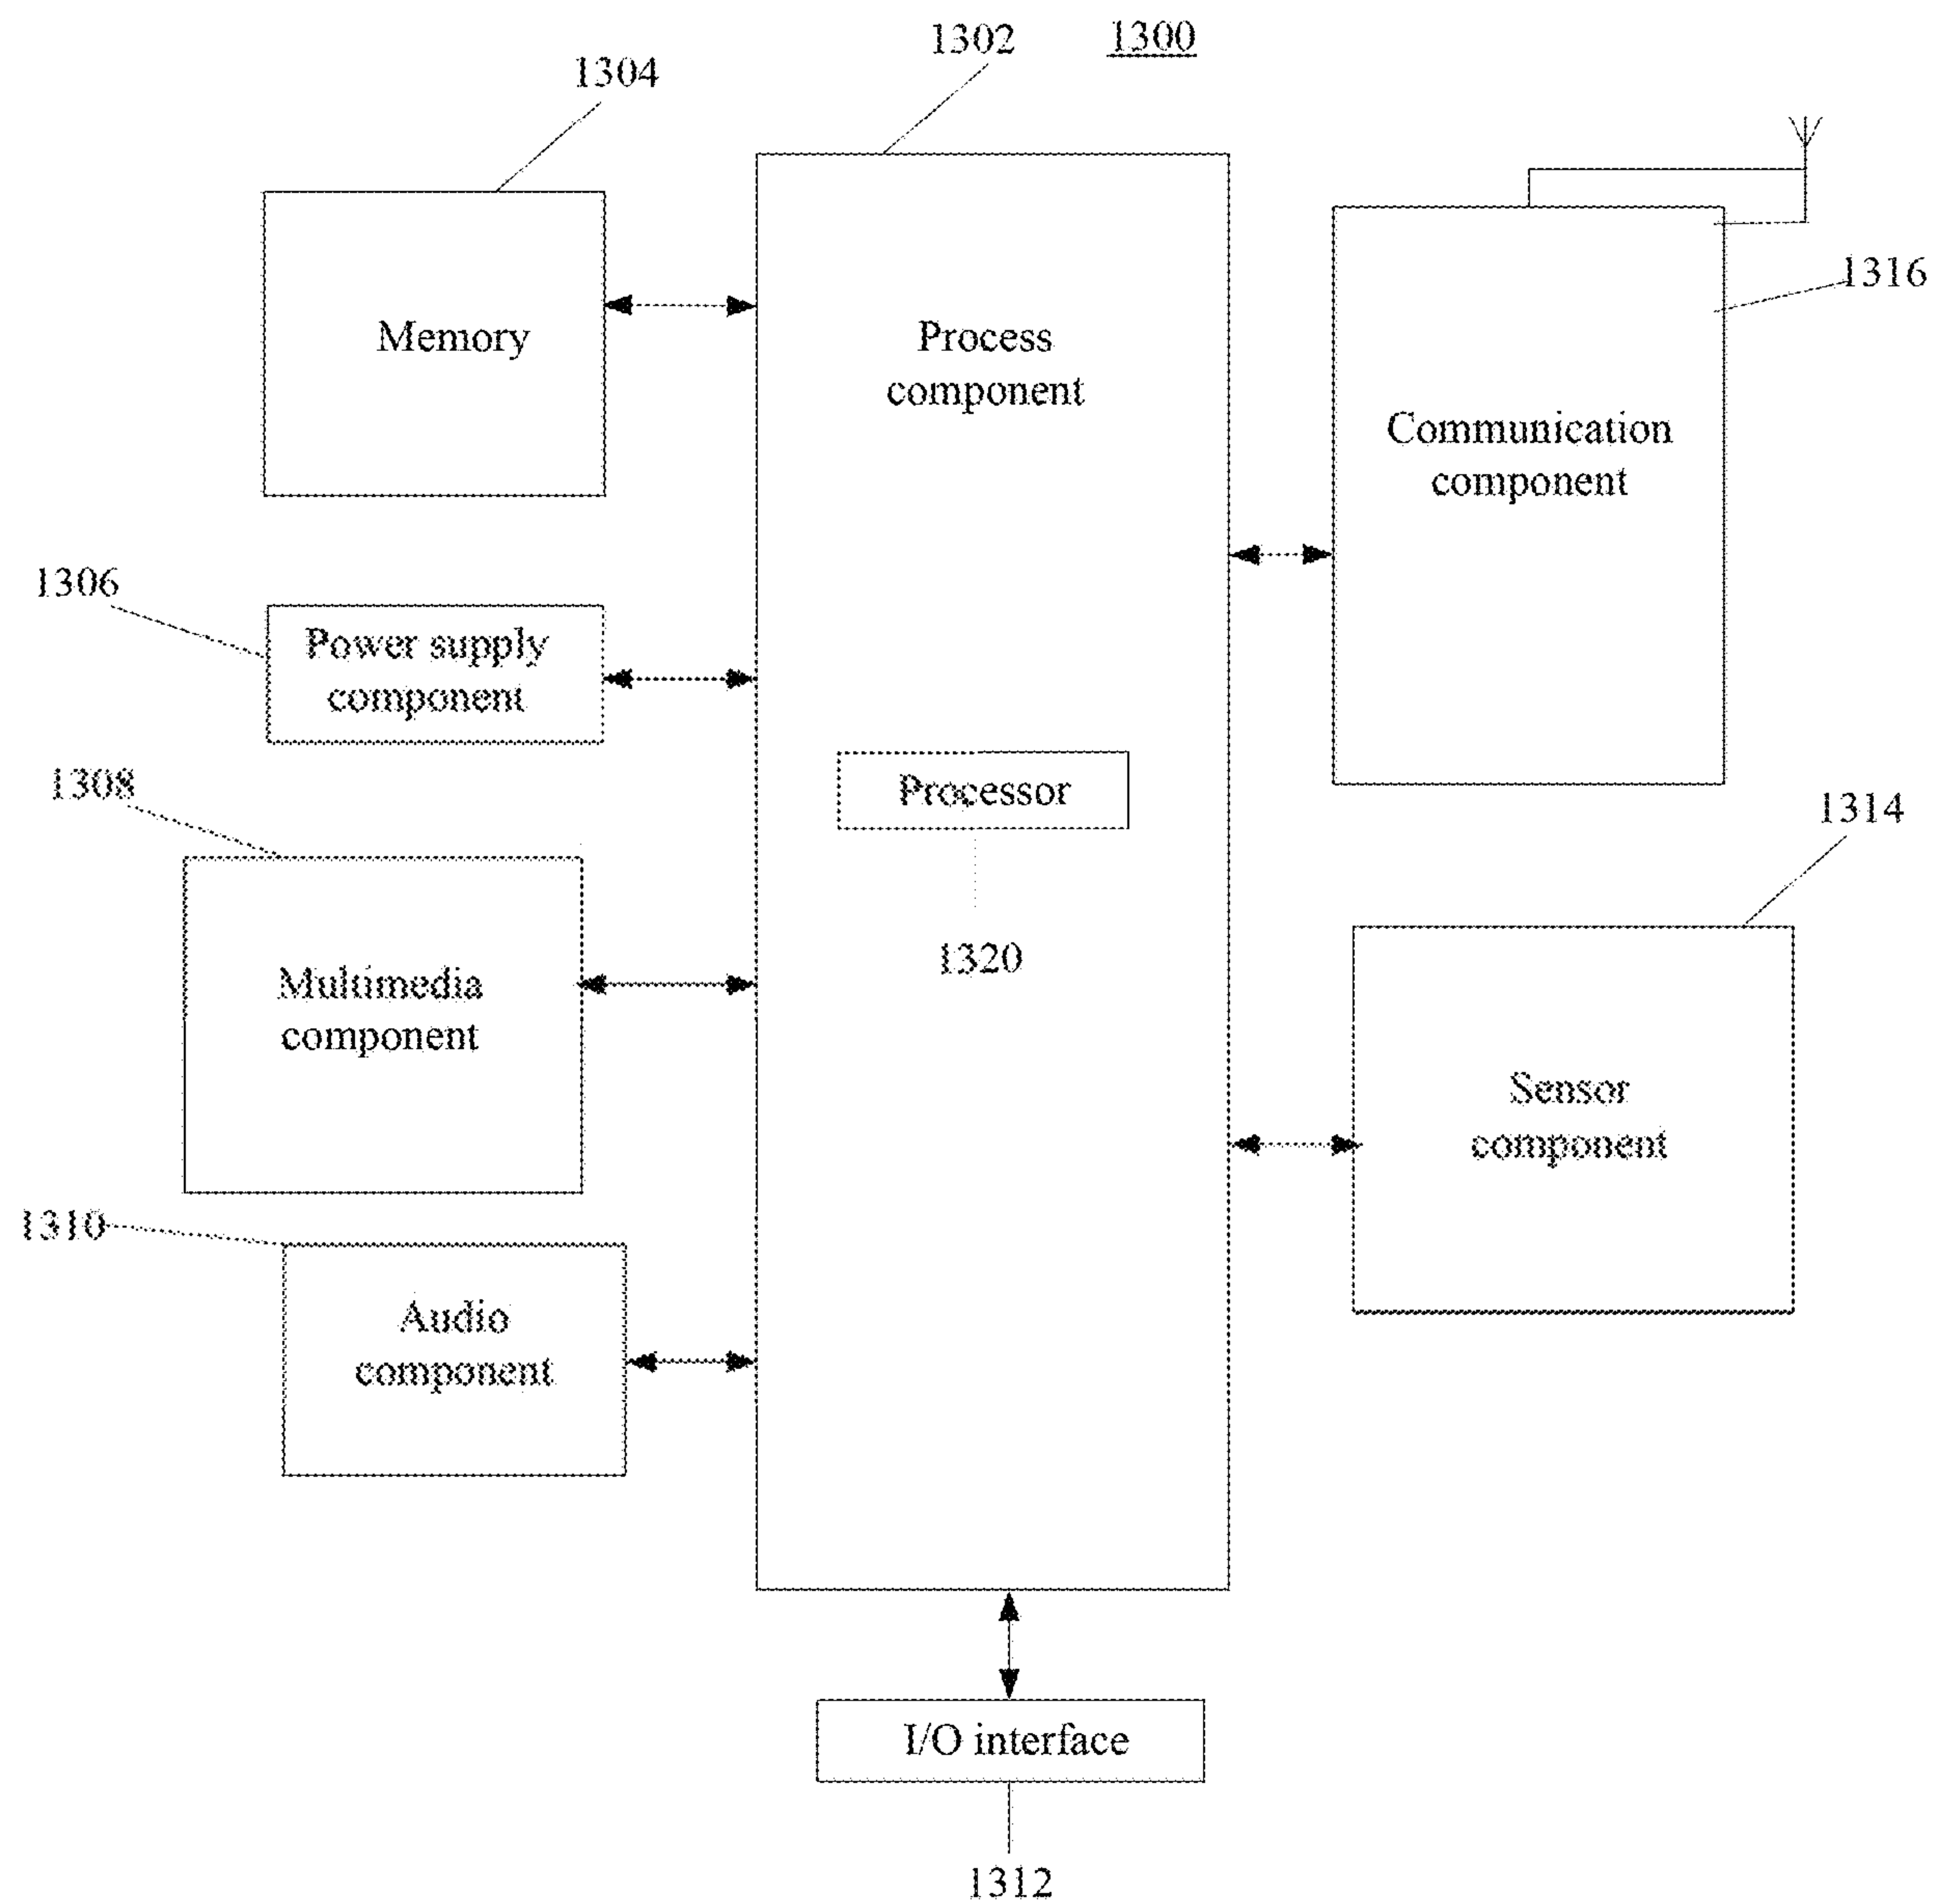 1302
1300
1304
Memory
Process
component
1316
Communication
component
1306
Power supply
component
1308
Processor
1314
1320
Multimedia
component
Sensor
component
1310
Audio
component
I/O interface
1312